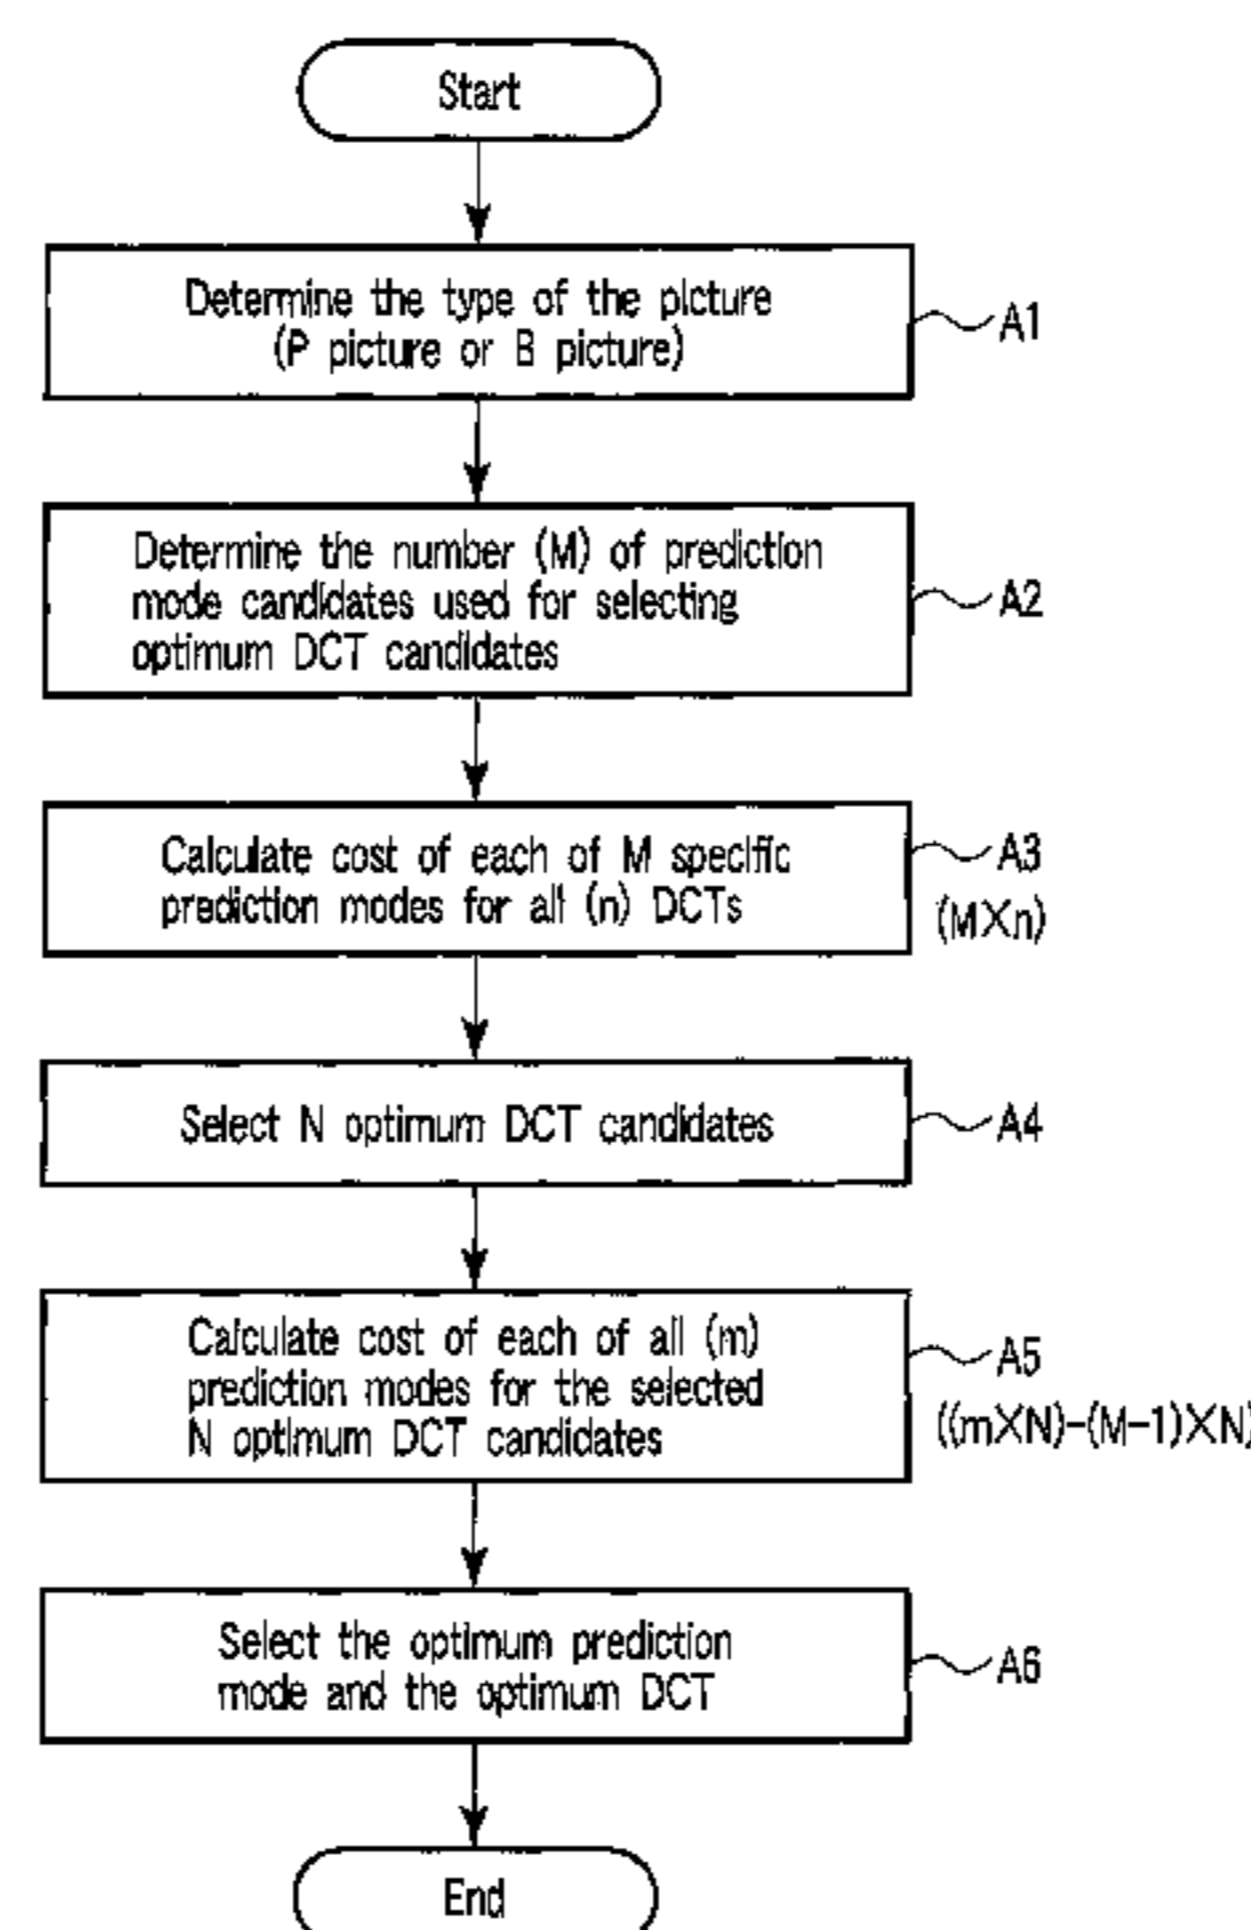 Start
Determine the type of the picture
(P picture or B picture)
A1
Determine the number (M) of prediction
mode candidates used for selecting
optimum DCT candidates
A2
Calculate cost of each of M specific
prediction modes for all (n) DCTs
A3
(M×n)
Select N optimum DCT candidates
A4
Calculate cost of each of all (m)
prediction modes for the selected
N optimum DCT candidates
A5
((m×N)-(M-1)×N)
Select the optimum prediction
mode and the optimum DCT
A6
End